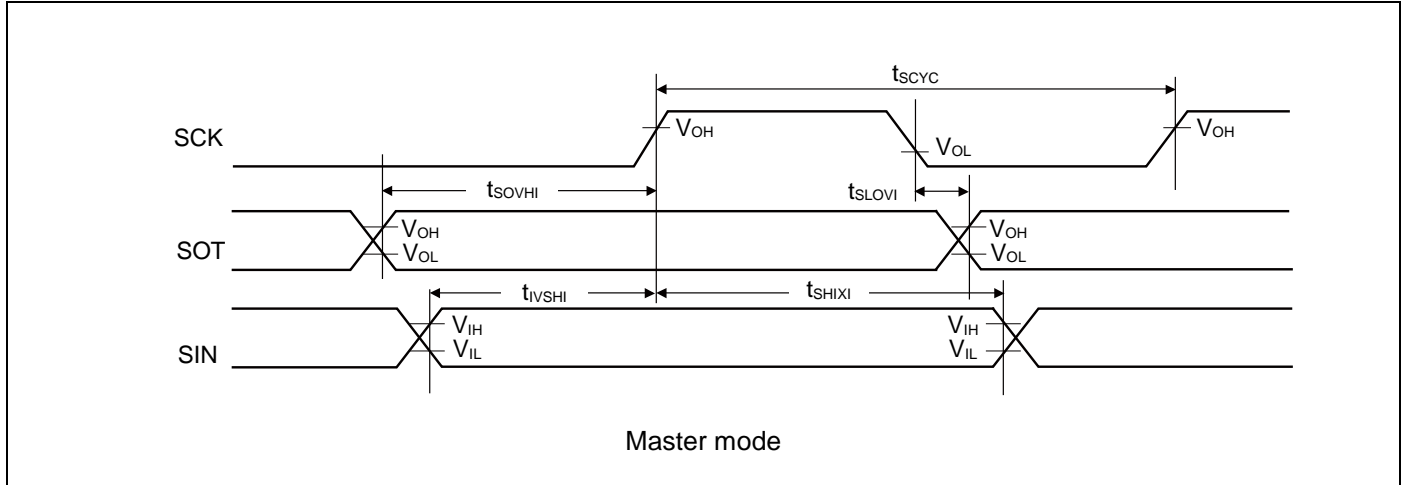 tSCYC
SCK
VOH
VOL
VOH
tSOVHI
tSLOVI
SOT
VOH
VOL
VOH
VOL
tIVSHI
tSHIXI
SIN
VIH
VIL
VIH
VIL
Master mode